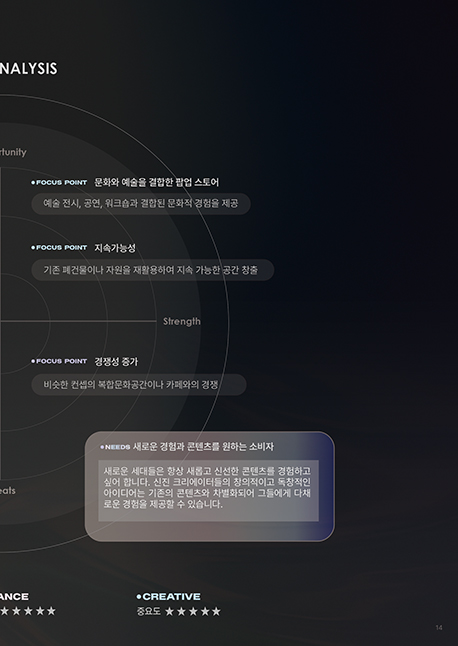 NALYSIS
rtunity
FOCUS POINT 문화와 예술을 결합한 팝업 스토어
예술 전시, 공연, 워크숍과 결합된 문화적 경험을 제공
FOCUS POINT 지속가능성
기존 폐건물이나 자원을 재활용하여 지속 가능한 공간 창출
Strength
FOCUS POINT 경쟁성 증가
비슷한 컨셉의 복합문화공간이나 카페와의 경쟁
NEEDS 새로운 경험과 콘텐츠를 원하는 소비자
새로운 세대들은 항상 새롭고 신선한 콘텐츠를 경험하고
싶어 합니다. 신진 크리에이터들의 창의적이고 독창적인
아이디어는 기존의 콘텐츠와 차별화되어 그들에게 다채
로운 경험을 제공할 수 있습니다.
eats
ANCE
★★★★★
CREATIVE
중요도 ★★★★★
14